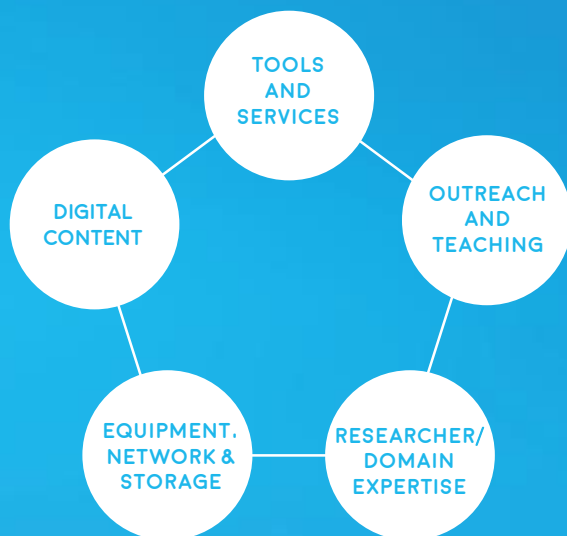 TOOLS
AND
SERVICES
OUTREACH
AND
TEACHING
DIGITAL
CONTENT
EQUIPMENT,
NETWORK &
STORAGE
RESEARCHER/
DOMAIN
EXPERTISE